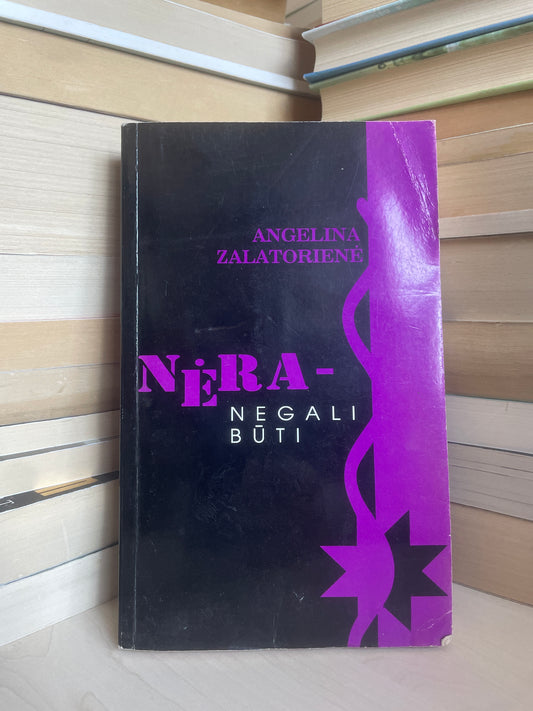 ANGELINA
ZALATORIENĖ
NĖRA-
NEGALI
BŪTI